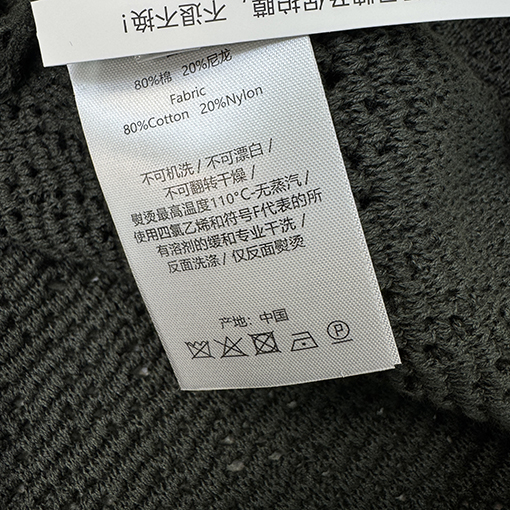 保护膜，
不退不换！
80%棉 20%尼龙
Fabric
80%Cotton 20%Nylon
不可机洗 / 不可漂白 /
不可翻转干燥 /
熨烫最高温度110°C-无蒸汽 /
使用四氯乙烯和符号F代表的所
有溶剂的缓和专业干洗 /
反面洗涤 / 仅反面熨烫
产地：中国
P